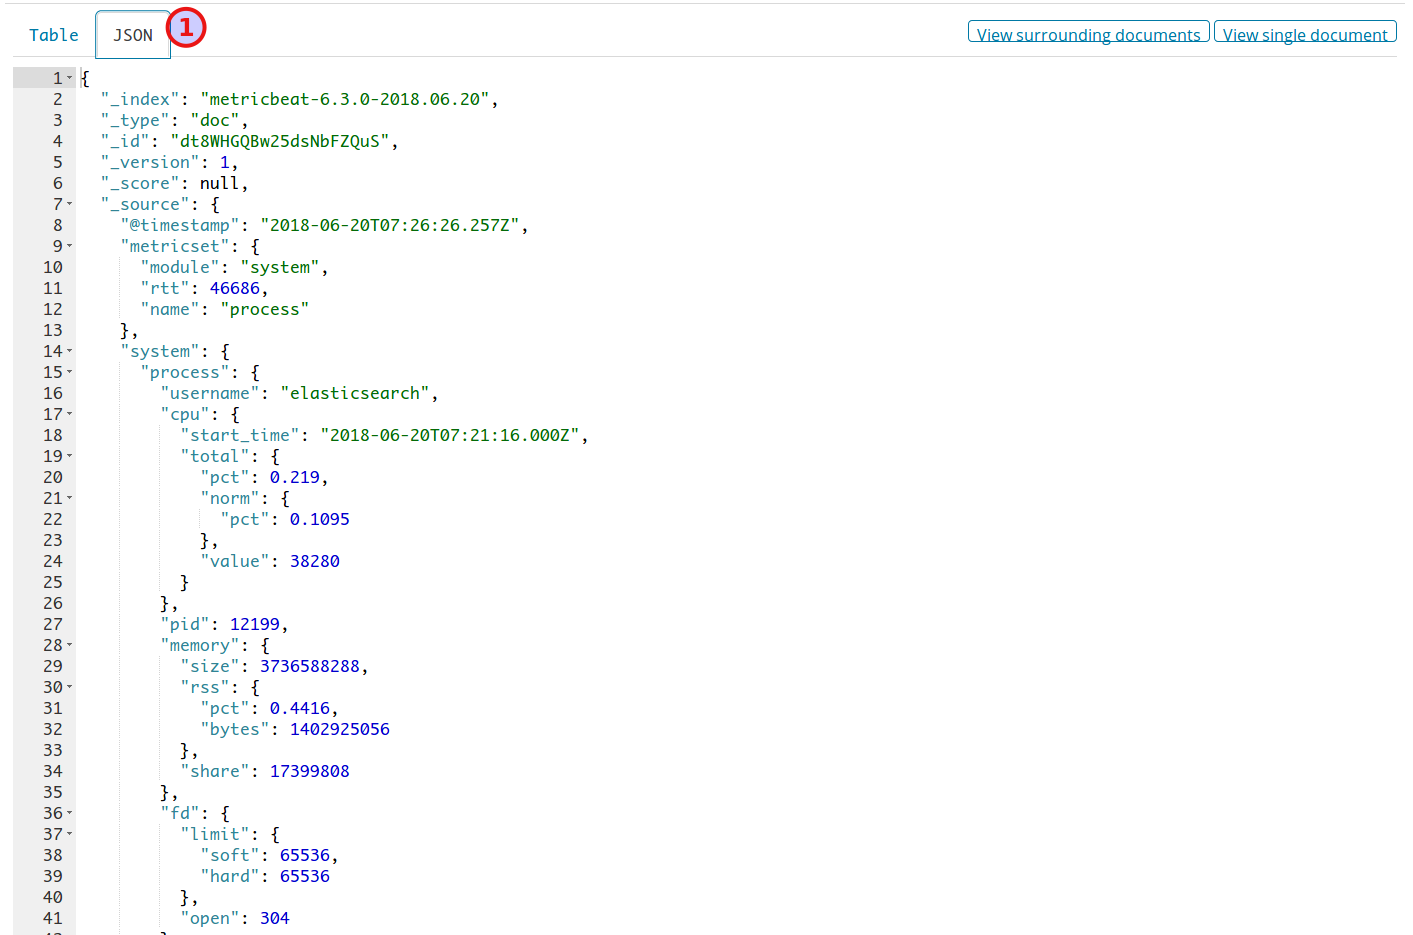 Table JSON 1 View surrounding documents View single document
1 {
2 "_index": "metricbeat-6.3.0-2018.06.20",
3 "_type": "doc",
4 "_id": "dt8WHGQBw25dsNbFZQuS",
5 "_version": 1,
6 "_score": null,
7 "_source": {
8 "@timestamp": "2018-06-20T07:26:26.257Z",
9 "metricset": {
10 "module": "system",
11 "rtt": 46686,
12 "name": "process"
13 },
14 "system": {
15 "process": {
16 "username": "elasticsearch",
17 "cpu": {
18 "start_time": "2018-06-20T07:21:16.000Z",
19 "total": {
20 "pct": 0.219,
21 "norm": {
22 "pct": 0.1095
23 },
24 "value": 38280
25 }
26 },
27 "pid": 12199,
28 "memory": {
29 "size": 3736588288,
30 "rss": {
31 "pct": 0.4416,
32 "bytes": 1402925056
33 },
34 "share": 17399808
35 },
36 "fd": {
37 "limit": {
38 "soft": 65536,
39 "hard": 65536
40 },
41 "open": 304